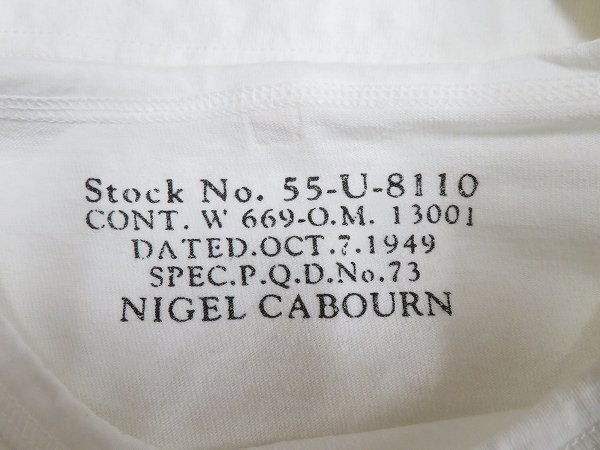 Stock No. 55-U-8110
CONT. W 669-O.M. 13001
DATED.OCT.7.1949
SPEC.P.Q.D.No.73
NIGEL CABOURN